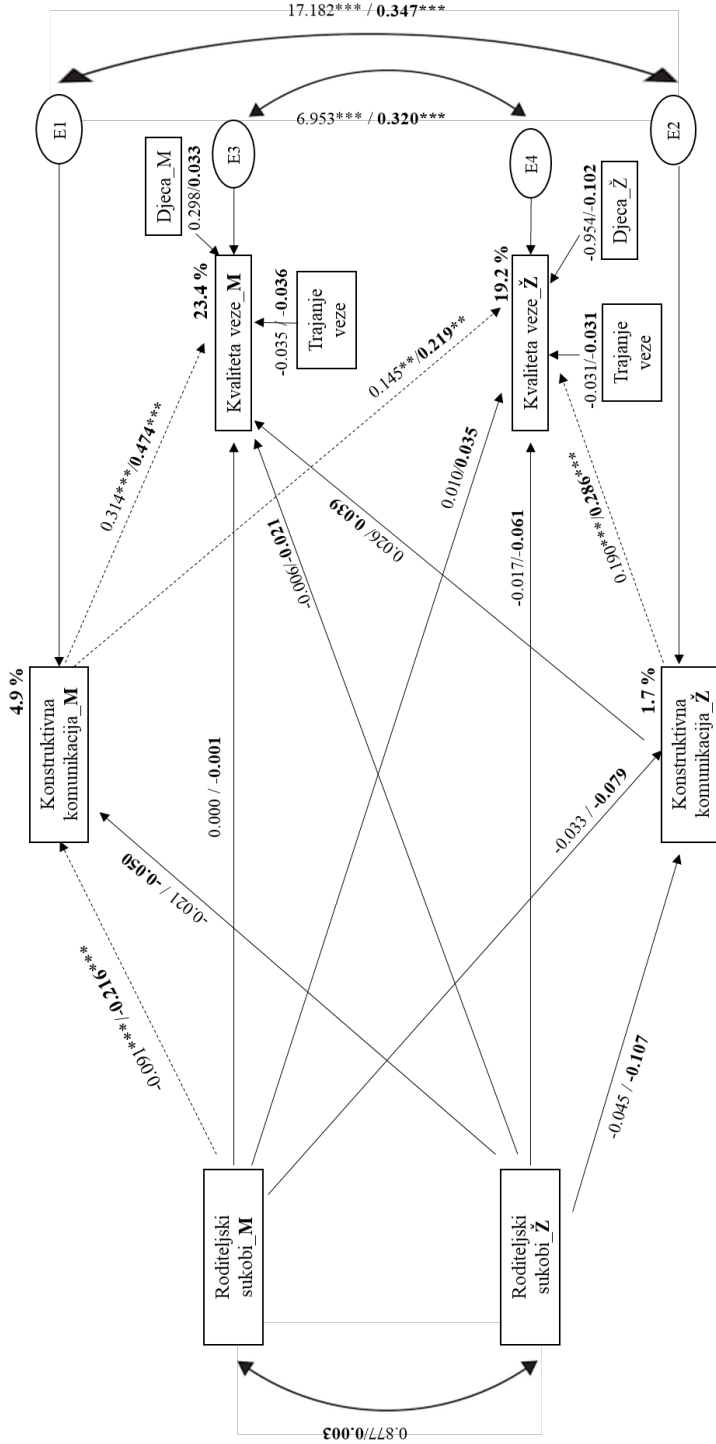 17.182*** / 0.347***
6.953*** / 0.320***
E1
E3
E4
E2
Djeca_M
0.298/0.033
23.4 %
Kvaliteta veze_M
-0.035 / -0.036
Trajanje
veze
19.2 %
Kvaliteta veze_Ž
-0.954/-0.102
Djeca_Ž
-0.031/-0.031
Trajanje
veze
0.314***/0.474***
0.145**/0.219**
0.026/ 0.039
-0.006/-0.021
0.010/0.035
-0.017/-0.061
0.190***/0.286***
4.9 %
Konstruktivna
komunikacija_M
1.7 %
Konstruktivna
komunikacija_Ž
0.000 / -0.001
-0.033 / -0.079
-0.021 / -0.050
-0.091***/-0.216***
-0.045 / -0.107
Roditeljski
sukobi_M
Roditeljski
sukobi_Ž
0.877/0.003